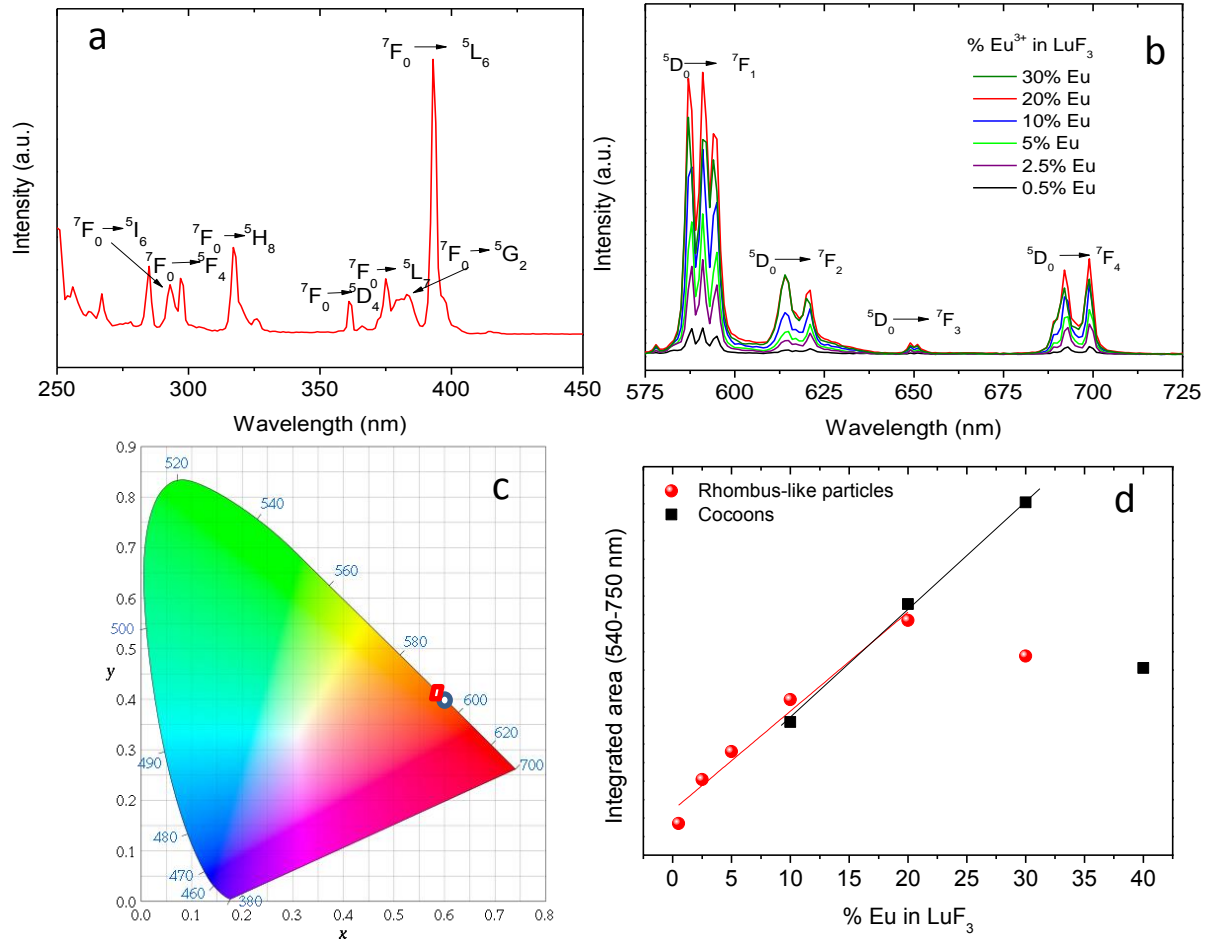 a
⁷F₀ → ⁵L₆
⁷F₀ → ⁵I₆
⁷F₀ → ⁵F₄
⁷F₀ → ⁵H₈
⁷F₀ → ⁵D₄
⁷F₀ → ⁵L₇
⁷F₀ → ⁵G₂
Intensity (a.u.)
250 300 350 400 450
Wavelength (nm)
b
% Eu³⁺ in LuF₃
30% Eu
20% Eu
10% Eu
5% Eu
2.5% Eu
0.5% Eu
⁵D₀ → ⁷F₁
⁵D₀ → ⁷F₂
⁵D₀ → ⁷F₃
⁵D₀ → ⁷F₄
Intensity (a.u.)
575 600 625 650 675 700 725
Wavelength (nm)
c
0.9
0.8
0.7
0.6
0.5
y
0.4
0.3
0.2
0.1
0.0
0.0 0.1 0.2 0.3 0.4 0.5 0.6 0.7 0.8
x
520
540
560
580
600
620
700
500
490
480
470
460
380
d
Rhombus-like particles
Cocoons
Integrated area (540-750 nm)
0 5 10 15 20 25 30 35 40
% Eu in LuF₃